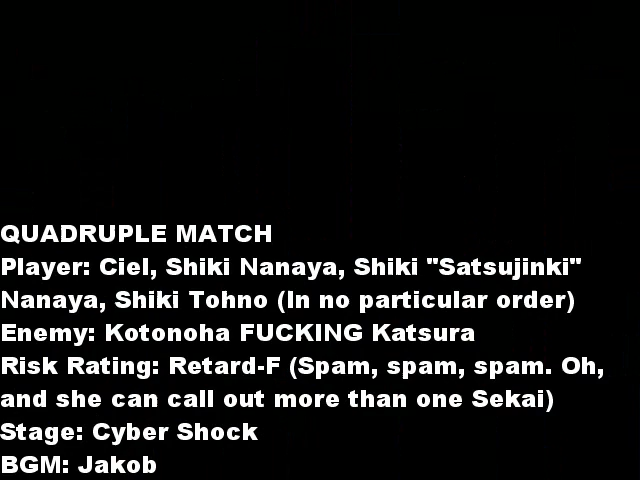 QUADRUPLE MATCH
Player: Ciel, Shiki Nanaya, Shiki "Satsujinki"
Nanaya, Shiki Tohno (In no particular order)
Enemy: Kotonoha FUCKING Katsura
Risk Rating: Retard-F (Spam, spam, spam. Oh,
and she can call out more than one Sekai)
Stage: Cyber Shock
BGM: Jakob